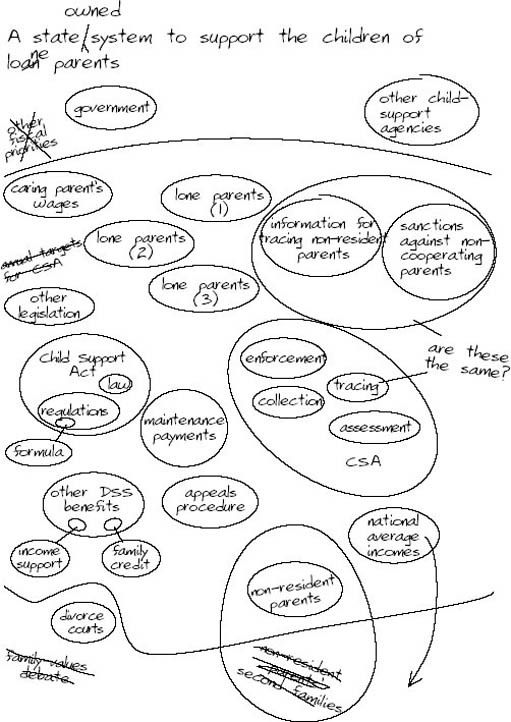 owned
A state/system to support the children of
loane parents
government
other child-
support
agencies
other
fiscal
priorities
caring parent's
wages
lone parents
(1)
information for
tracing non-resident
parents
sanctions
against non-
cooperating
parents
lone parents
(2)
annual targets
for CSA
lone parents
(3)
other
legislation
are these
the same?
Child Support
Act
law
regulations
formula
enforcement
tracing
collection
assessment
CSA
maintenance
payments
other DSS
benefits
appeals
procedure
income
support
family
credit
national
average
incomes
non-resident
parents
divorce
courts
family values
debate
non-resident
parents'
second families